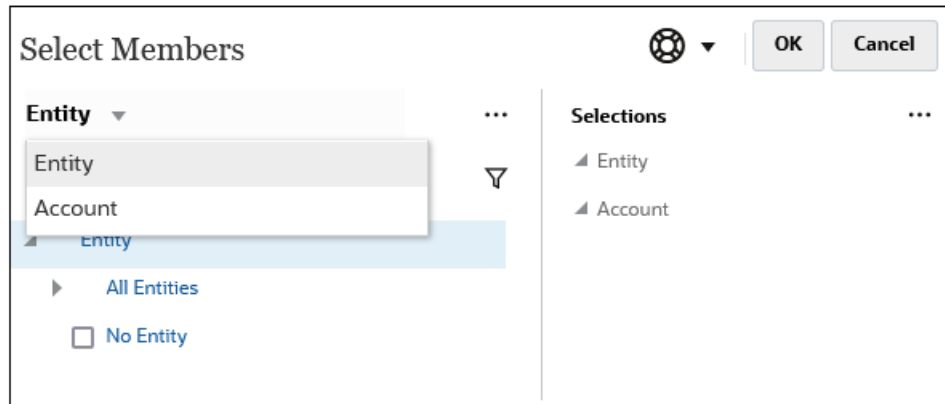 Select Members
OK
Cancel
Entity
Entity
Account
Entity
All Entities
No Entity
Selections
Entity
Account